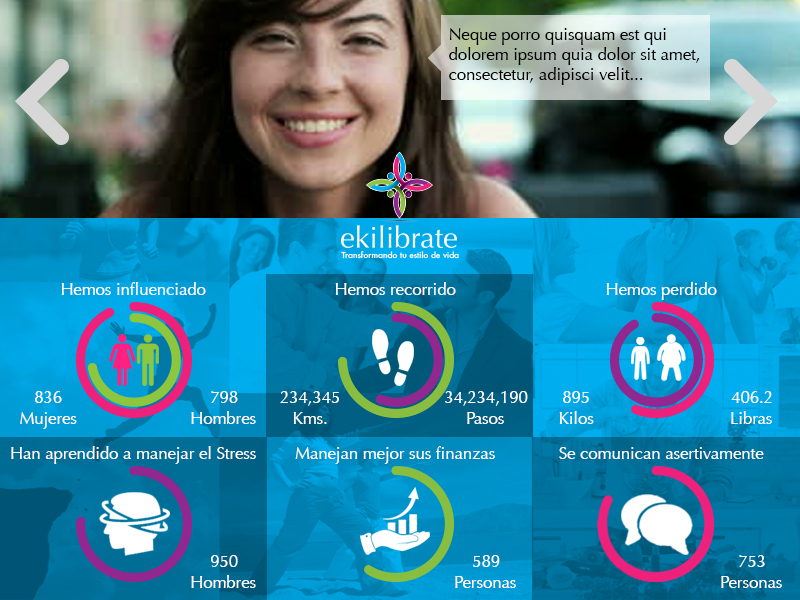 Neque porro quisquam est qui
dolorem ipsum quia dolor sit amet,
consectetur, adipisci velit...
ekilibrate
Transformando tu estilo de vida
Hemos influenciado
836
Mujeres
798
Hombres
Hemos recorrido
234,345
Kms.
34,234,190
Pasos
Hemos perdido
895
Kilos
406.2
Libras
Han aprendido a manejar el Stress
950
Hombres
Manejan mejor sus finanzas
589
Personas
Se comunican asertivamente
753
Personas